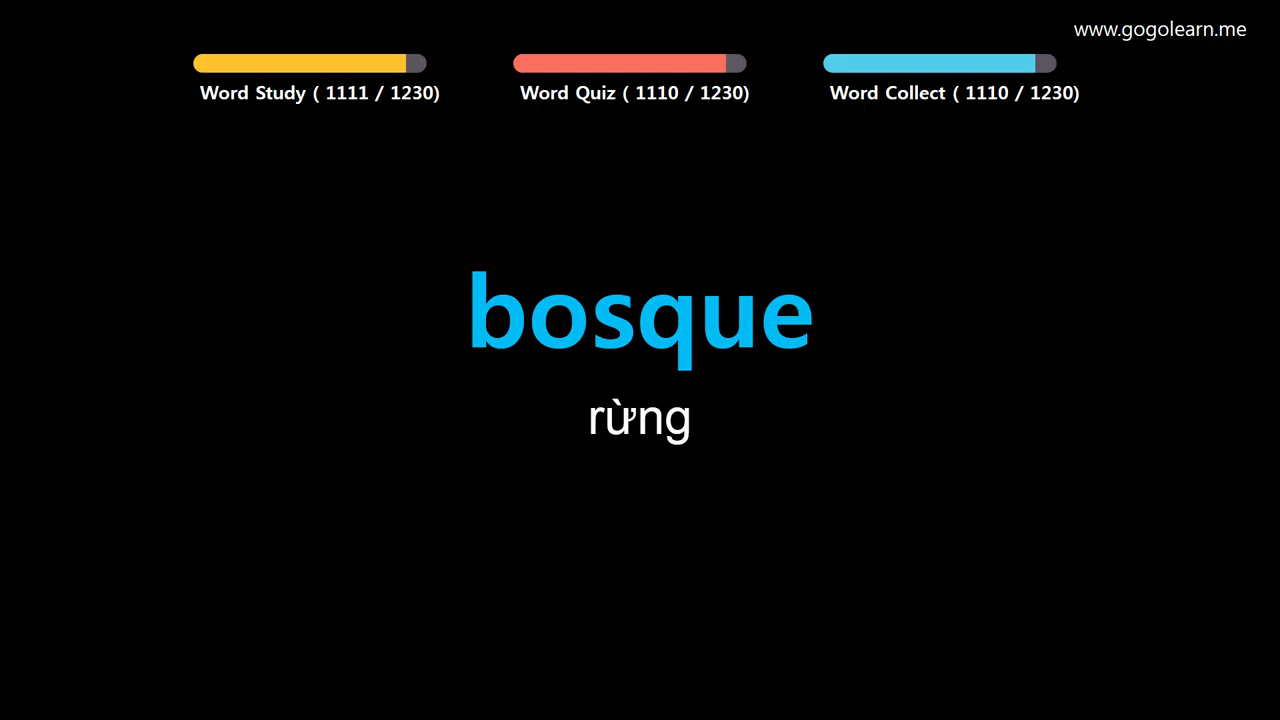 www.gogolearn.me
Word Study ( 1111 / 1230)
Word Quiz ( 1110 / 1230)
Word Collect ( 1110 / 1230)
bosque
rừng